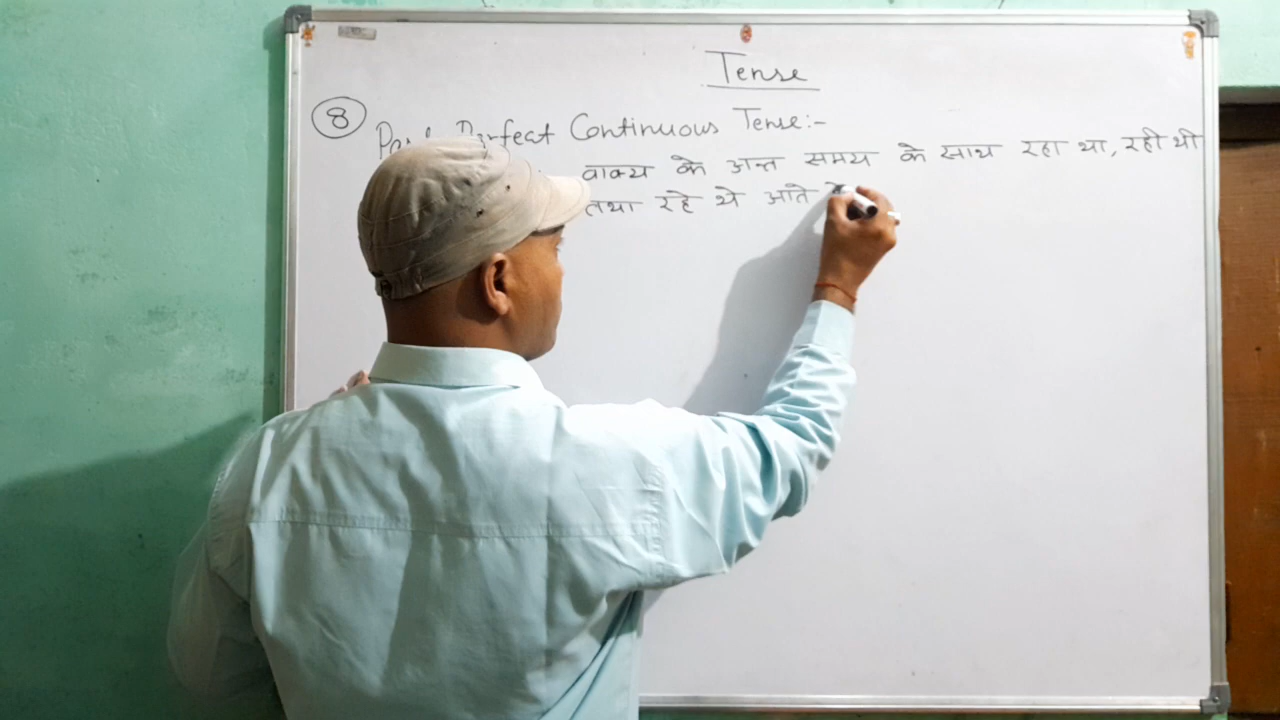 Tense
8 Perfect Continuous Tense:-
वाक्य के अन्त समय के साथ रहा था, रही थी
तथा रहे थे आते